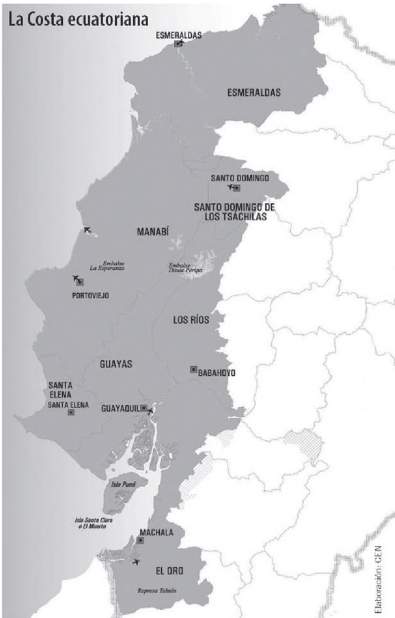 La Costa ecuatoriana
ESMERALDAS
ESMERALDAS
SANTO DOMINGO
SANTO DOMINGO DE
LOS TSÁCHILAS
MANABÍ
Embalse
La Esperanza
Embalse
Daule Peripa
PORTOVIEJO
LOS RÍOS
GUAYAS
BABAHOYO
SANTA
ELENA
SANTA ELENA
GUAYAQUIL
Isla Puná
Isla Santa Clara
o El Muerto
MACHALA
EL ORO
Represa Tahuín
Elaboración: CEN